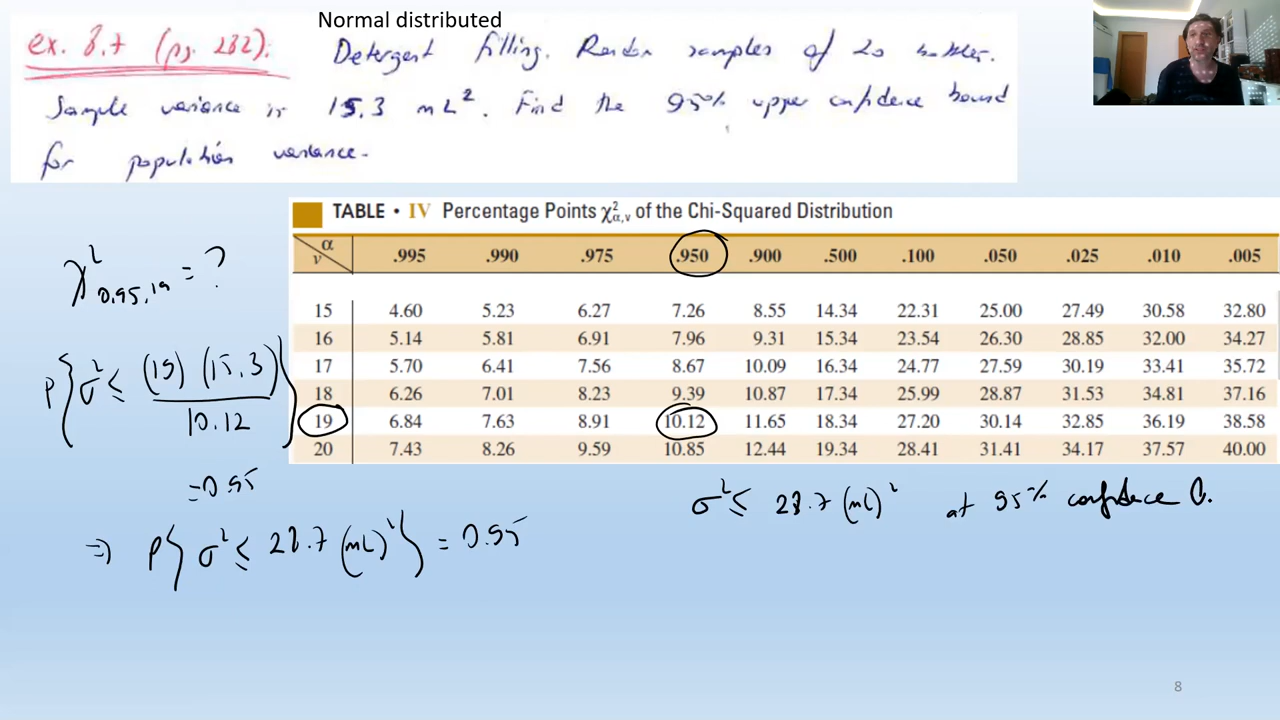 Normal distributed
ex. 8.7 (pg. 282).
Detergent filling. Random samples of 20 bottles.
Sample variance is 15.3 mL². Find the 95% upper confidence bound
for population variance.
TABLE • IV Percentage Points χ²α,ν of the Chi-Squared Distribution
α ν .995 .990 .975 .950 .900 .500 .100 .050 .025 .010 .005
15 4.60 5.23 6.27 7.26 8.55 14.34 22.31 25.00 27.49 30.58 32.80
16 5.14 5.81 6.91 7.96 9.31 15.34 23.54 26.30 28.85 32.00 34.27
17 5.70 6.41 7.56 8.67 10.09 16.34 24.77 27.59 30.19 33.41 35.72
18 6.26 7.01 8.23 9.39 10.87 17.34 25.99 28.87 31.53 34.81 37.16
19 6.84 7.63 8.91 10.12 11.65 18.34 27.20 30.14 32.85 36.19 38.58
20 7.43 8.26 9.59 10.85 12.44 19.34 28.41 31.41 34.17 37.57 40.00
χ²0.95,19 = ?
P{σ² ≤ (19) (15.3) / 10.12}
= 0.95
⇒ P{σ² ≤ 28.7 (mL)²} = 0.95
σ² ≤ 28.7 (mL)² at 95% confidence
8